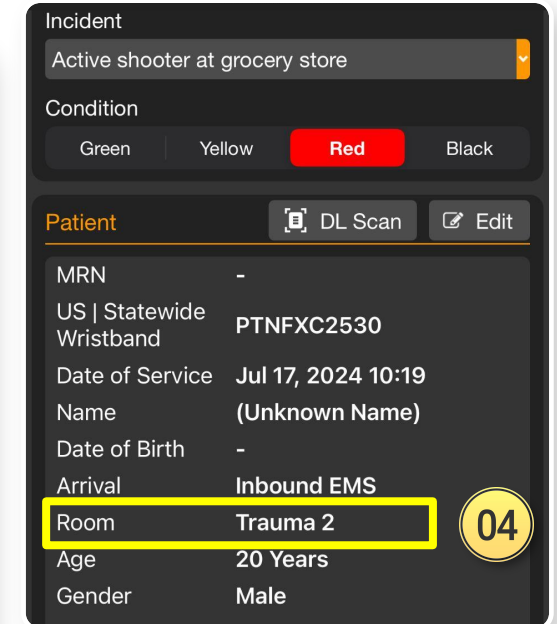 Incident
Active shooter at grocery store
Condition
Green Yellow Red Black
Patient DL Scan Edit
MRN -
US | Statewide
Wristband PTNFXC2530
Date of Service Jul 17, 2024 10:19
Name (Unknown Name)
Date of Birth -
Arrival Inbound EMS
Room Trauma 2 04
Age 20 Years
Gender Male